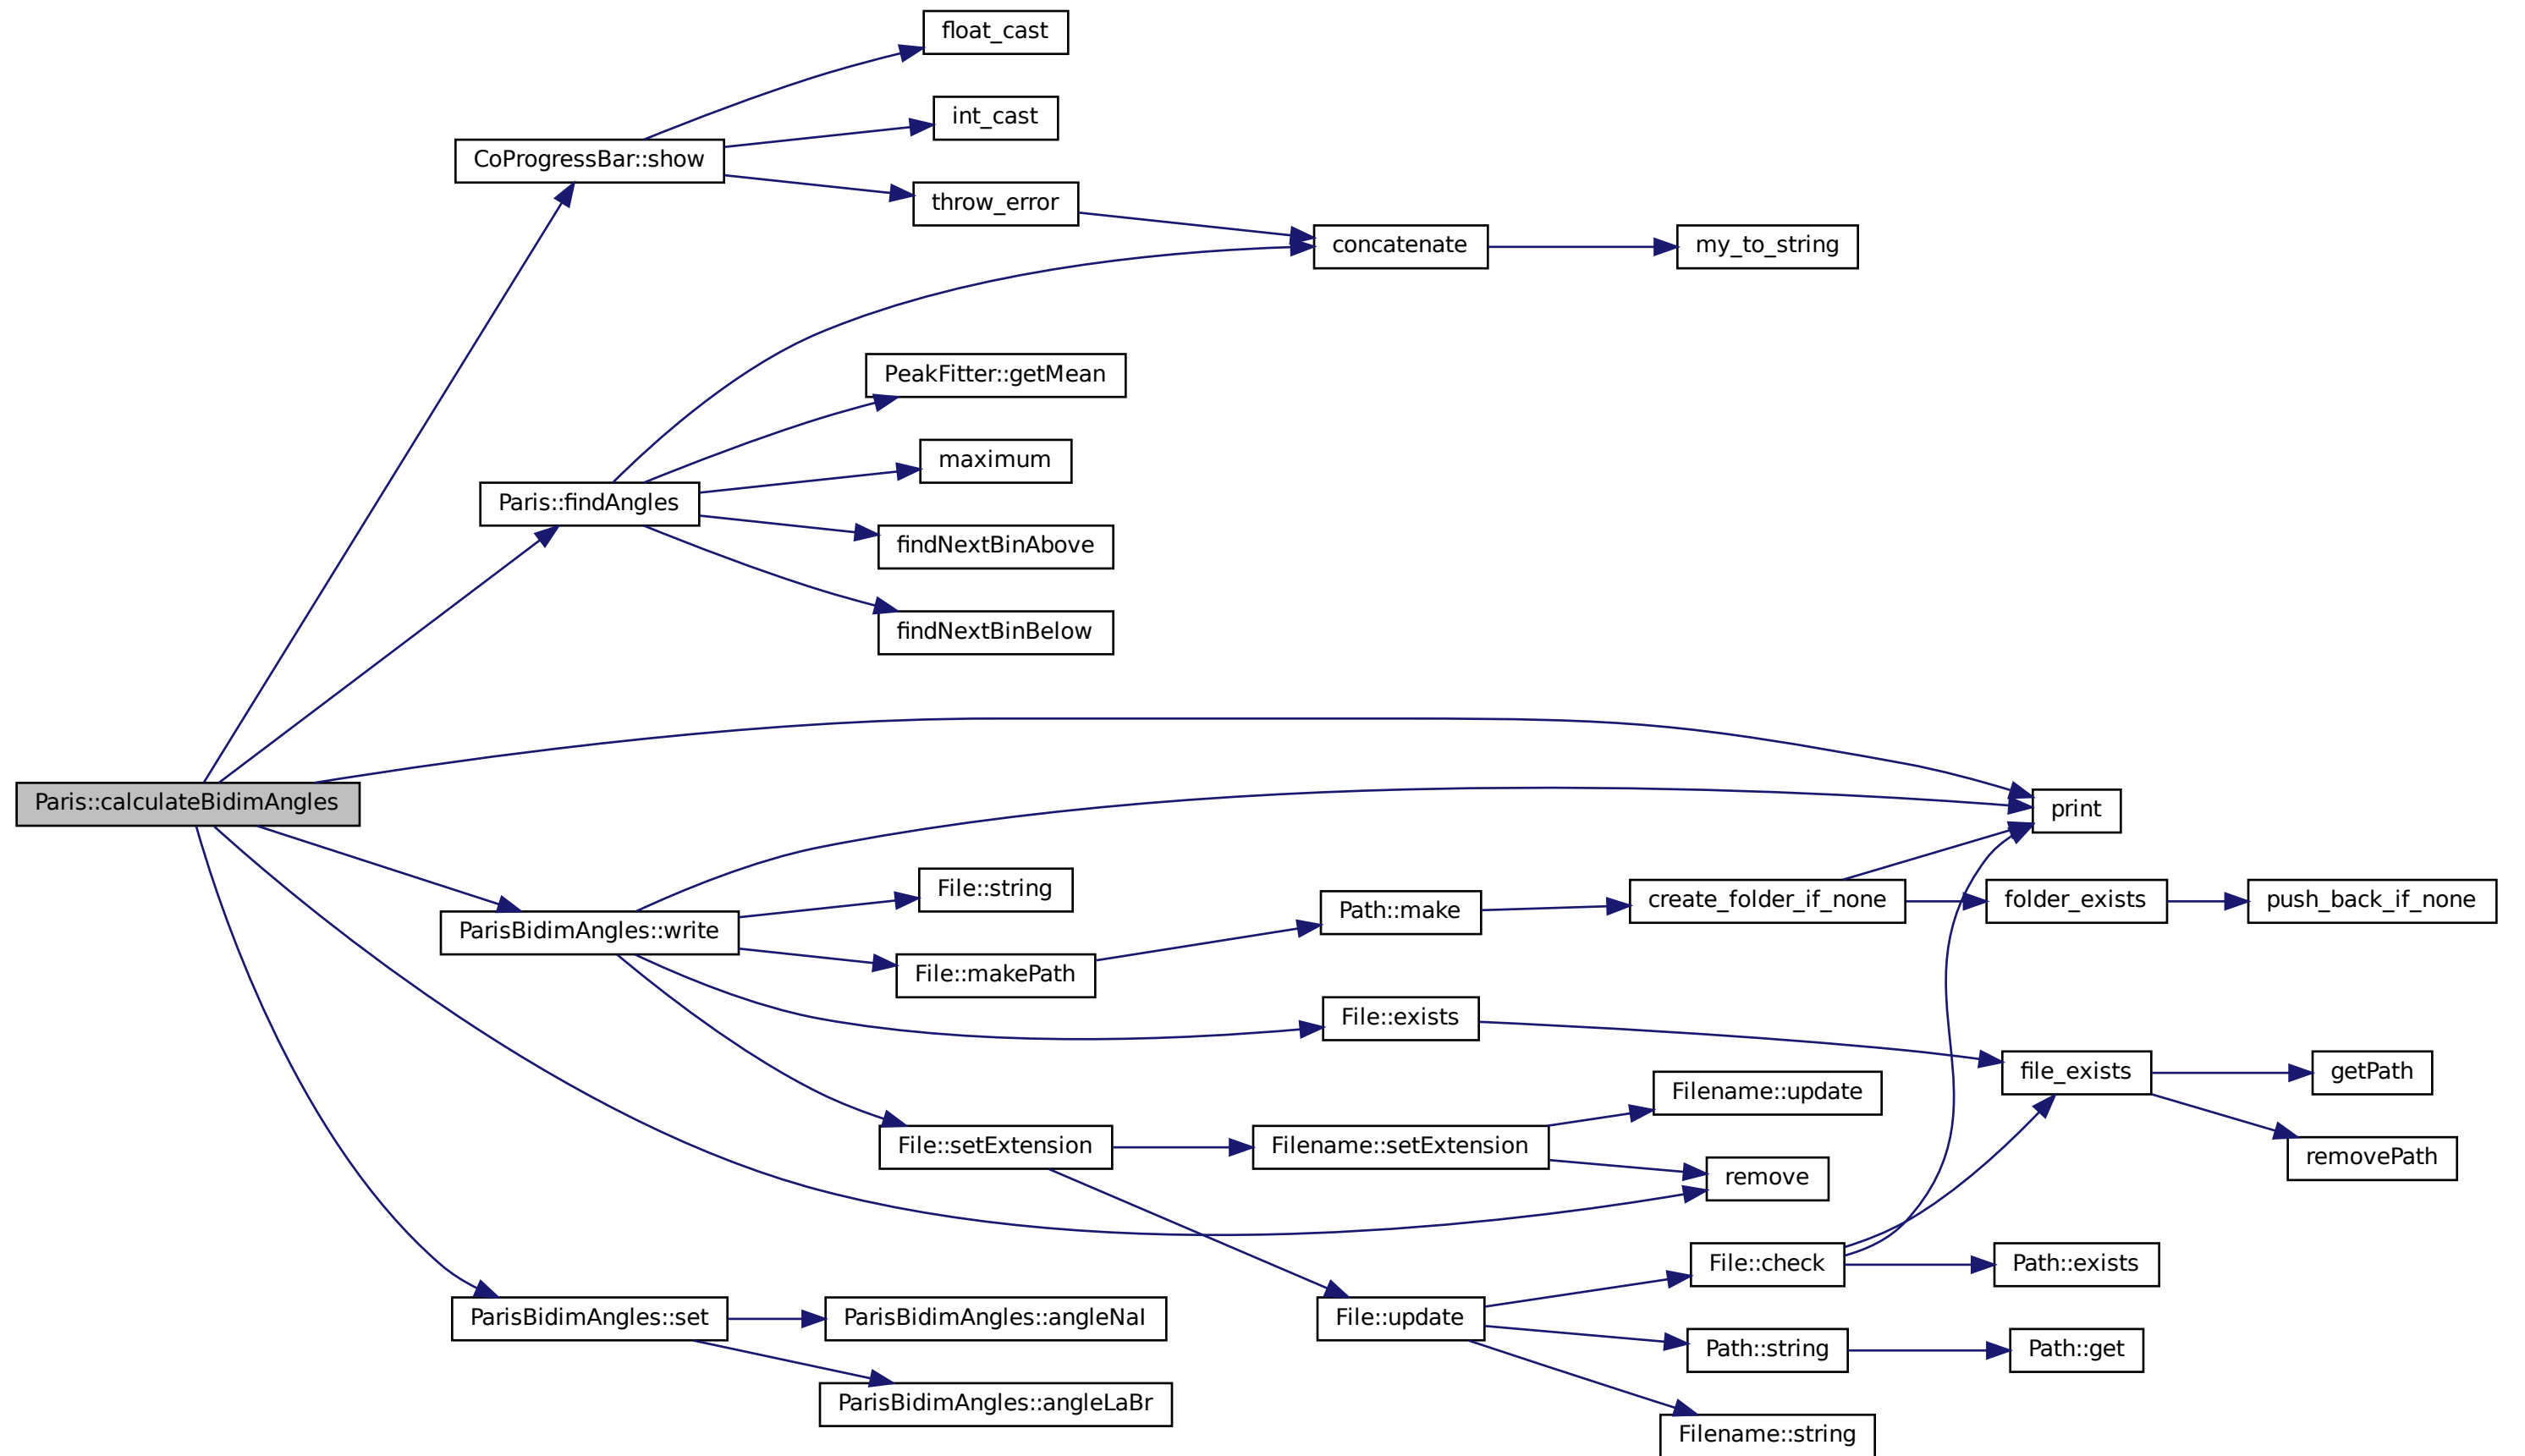 float_cast
int_cast
CoProgressBar::show
throw_error
concatenate
my_to_string
PeakFitter::getMean
maximum
Paris::findAngles
findNextBinAbove
findNextBinBelow
Paris::calculateBidimAngles
print
File::string
create_folder_if_none
folder_exists
push_back_if_none
Path::make
ParisBidimAngles::write
File::makePath
File::exists
file_exists
getPath
Filename::update
File::setExtension
Filename::setExtension
removePath
remove
File::check
Path::exists
ParisBidimAngles::set
ParisBidimAngles::angleNaI
File::update
Path::string
Path::get
ParisBidimAngles::angleLaBr
Filename::string